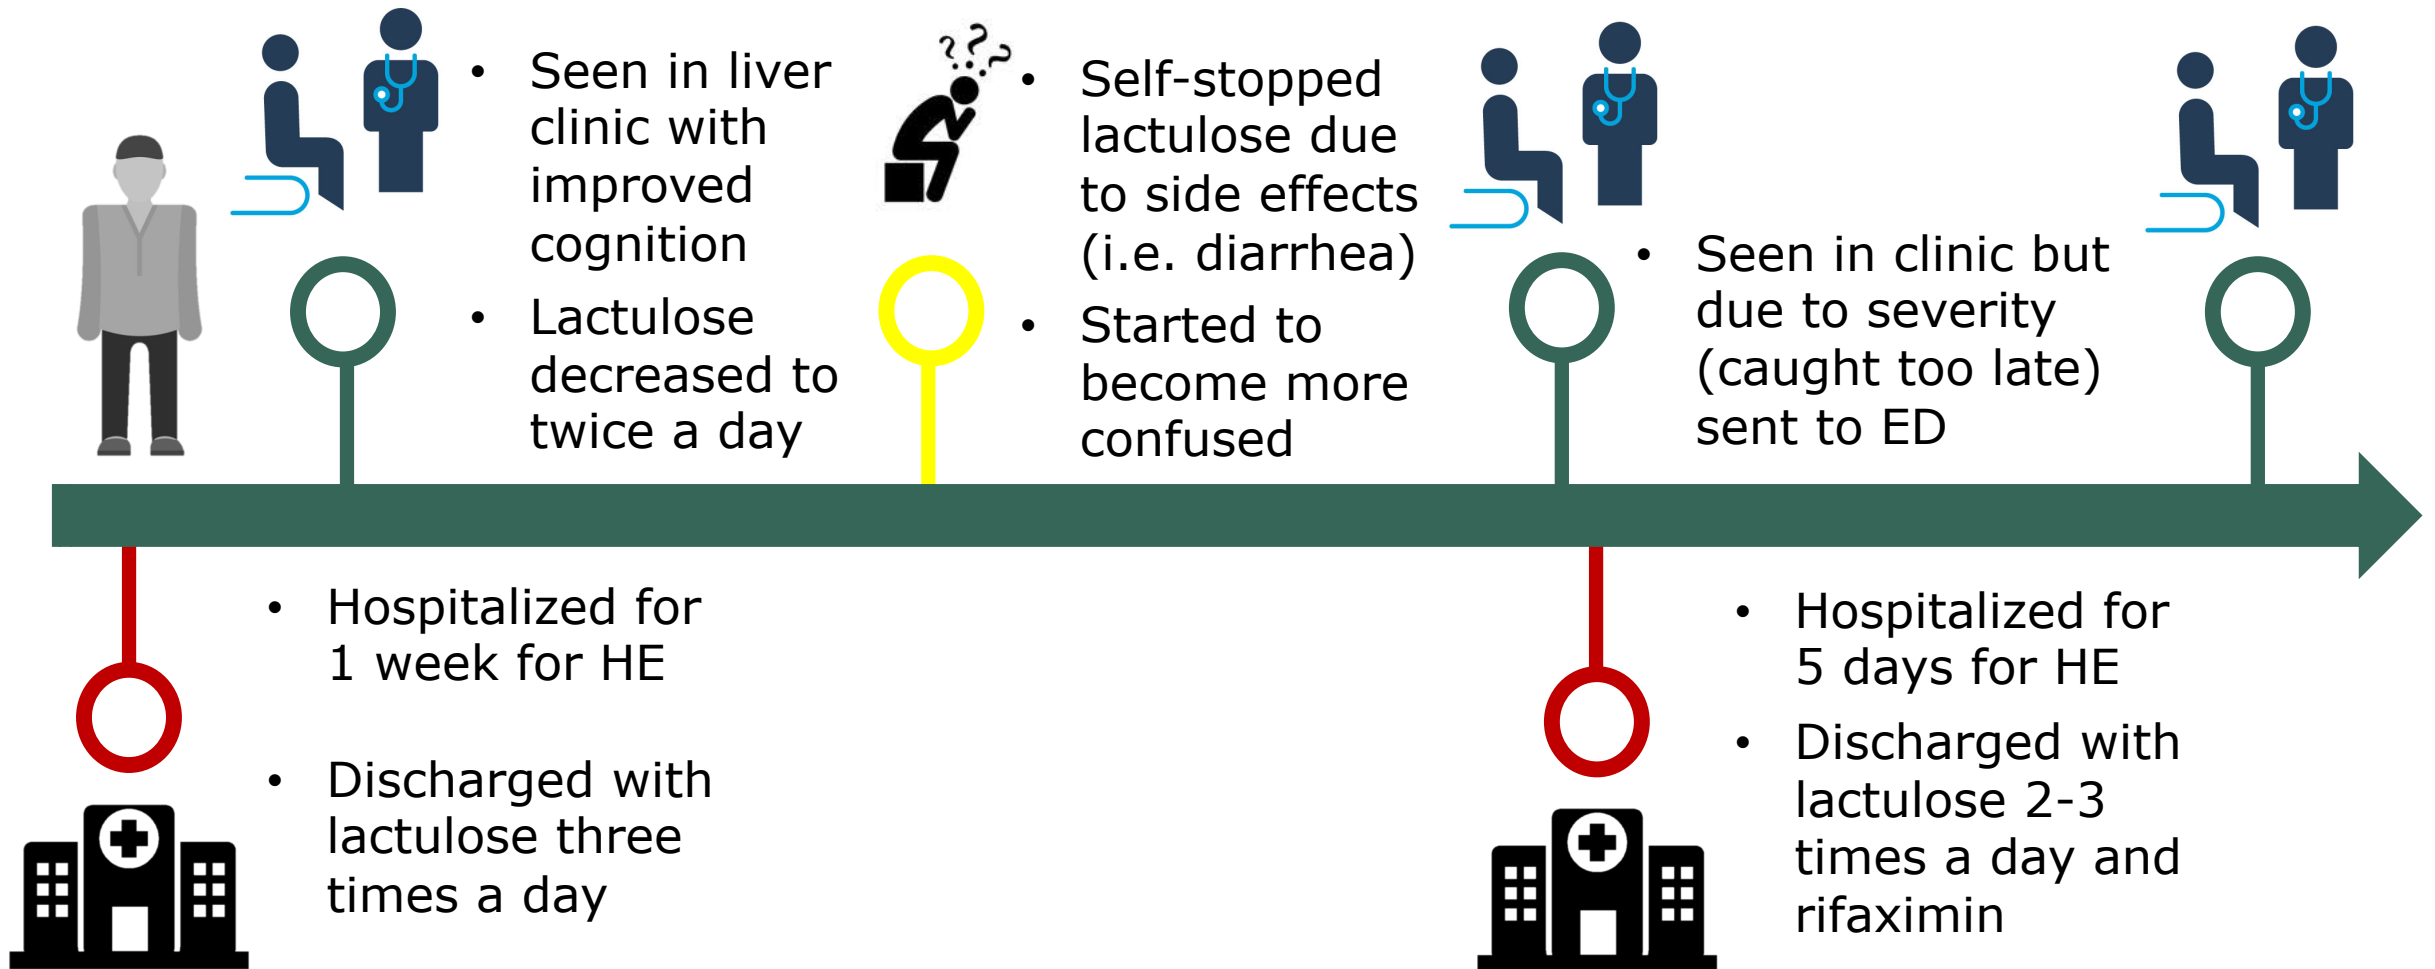 • Seen in liver
clinic with
improved
cognition
• Lactulose
decreased to
twice a day
• Self-stopped
lactulose due
to side effects
(i.e. diarrhea)
• Started to
become more
confused
• Seen in clinic but
due to severity
(caught too late)
sent to ED
• Hospitalized for
1 week for HE
• Discharged with
lactulose three
times a day
• Hospitalized for
5 days for HE
• Discharged with
lactulose 2-3
times a day and
rifaximin